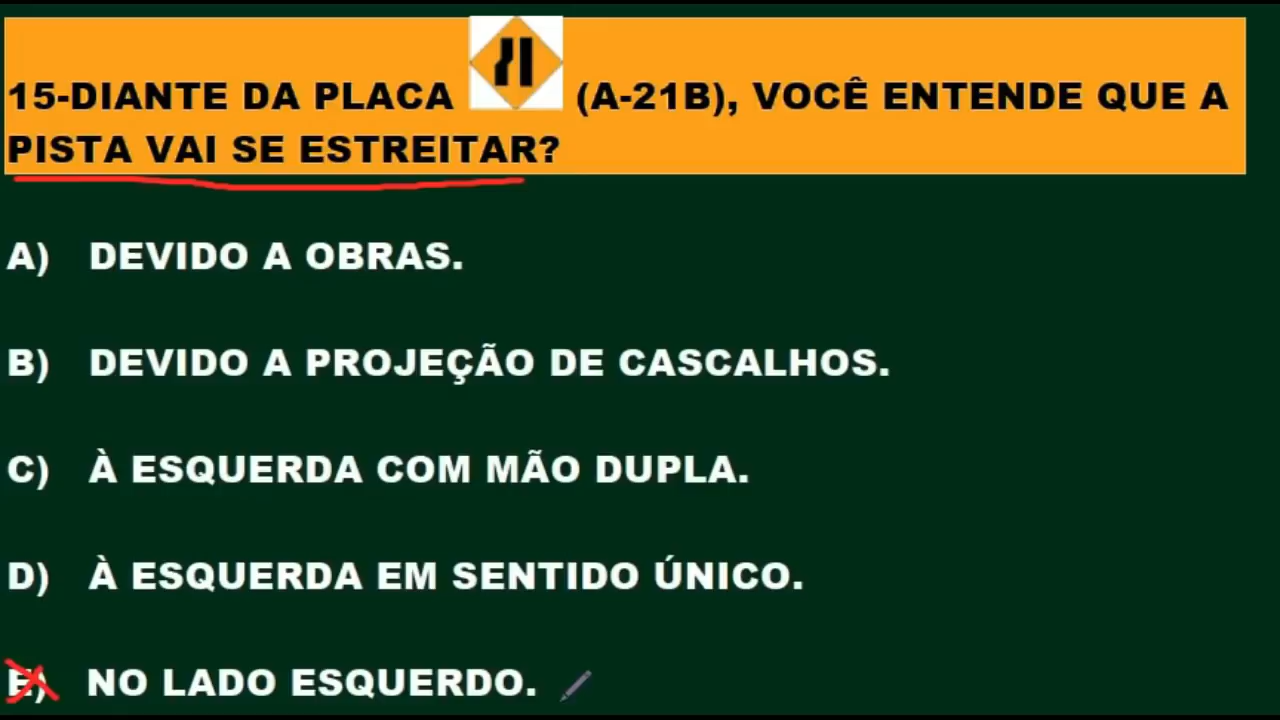 15-DIANTE DA PLACA (A-21B), VOCÊ ENTENDE QUE A
PISTA VAI SE ESTREITAR?
A) DEVIDO A OBRAS.
B) DEVIDO A PROJEÇÃO DE CASCALHOS.
C) À ESQUERDA COM MÃO DUPLA.
D) À ESQUERDA EM SENTIDO ÚNICO.
E) NO LADO ESQUERDO.